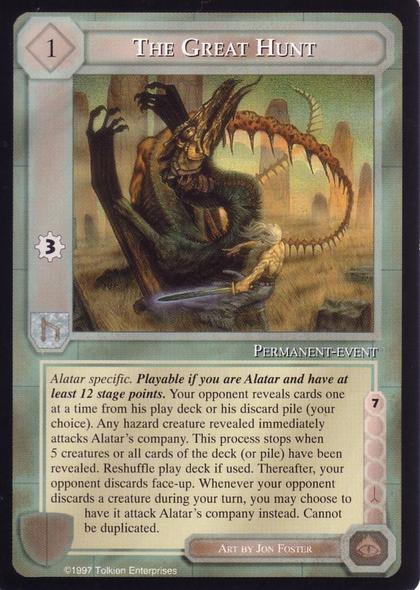 1
THE GREAT HUNT
3
PERMANENT-EVENT
Alatar specific. Playable if you are Alatar and have at
least 12 stage points. Your opponent reveals cards one
at a time from his play deck or his discard pile (your
choice). Any hazard creature revealed immediately
attacks Alatar's company. This process stops when
5 creatures or all cards of the deck (or pile) have been
revealed. Reshuffle play deck if used. Thereafter, your
opponent discards face-up. Whenever your opponent
discards a creature during your turn, you may choose to
have it attack Alatar's company instead. Cannot
be duplicated.
7
ART BY JON FOSTER
©1997 Tolkien Enterprises